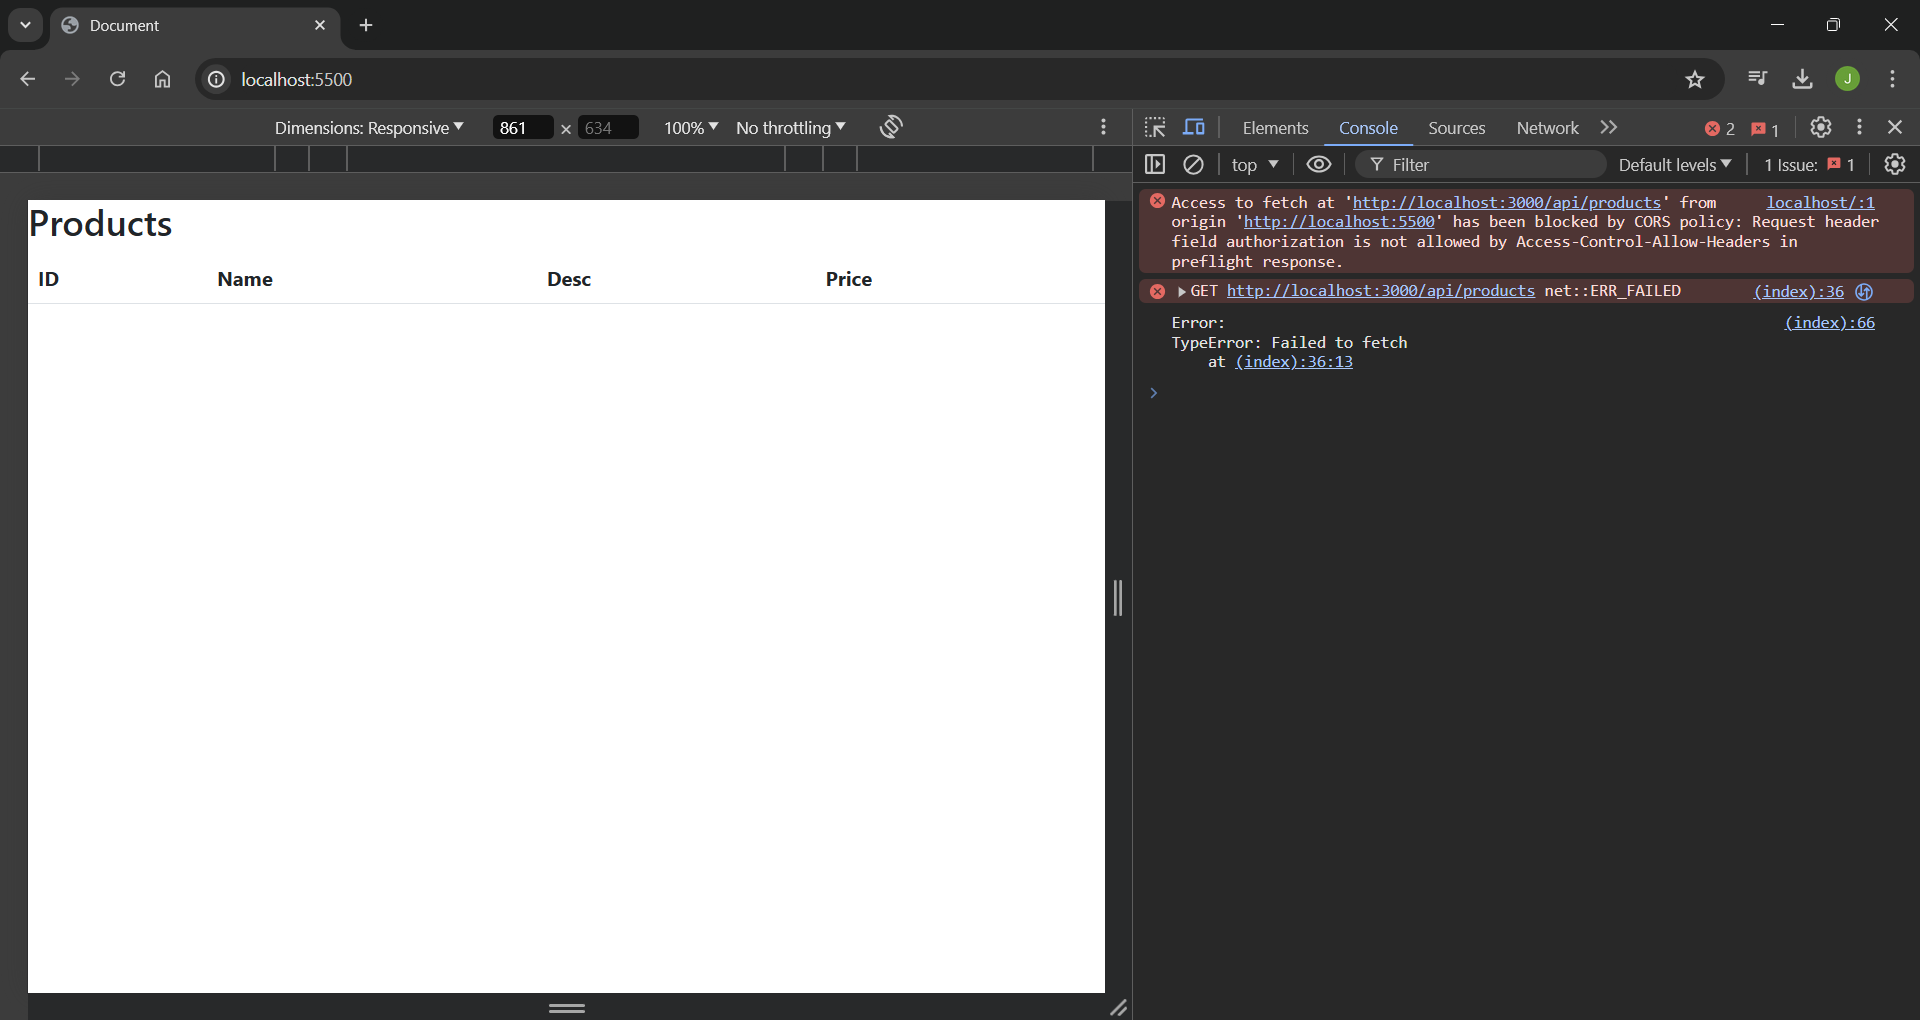 Document
localhost:5500
J
Dimensions: Responsive 861 × 634 100% No throttling
Elements Console Sources Network 2 1
top Filter Default levels 1 Issue: 1
Products
ID Name Desc Price
Access to fetch at 'http://localhost:3000/api/products' from localhost/:1
origin 'http://localhost:5500' has been blocked by CORS policy: Request header
field authorization is not allowed by Access-Control-Allow-Headers in
preflight response.
GET http://localhost:3000/api/products net::ERR_FAILED (index):36
Error: (index):66
TypeError: Failed to fetch
at (index):36:13